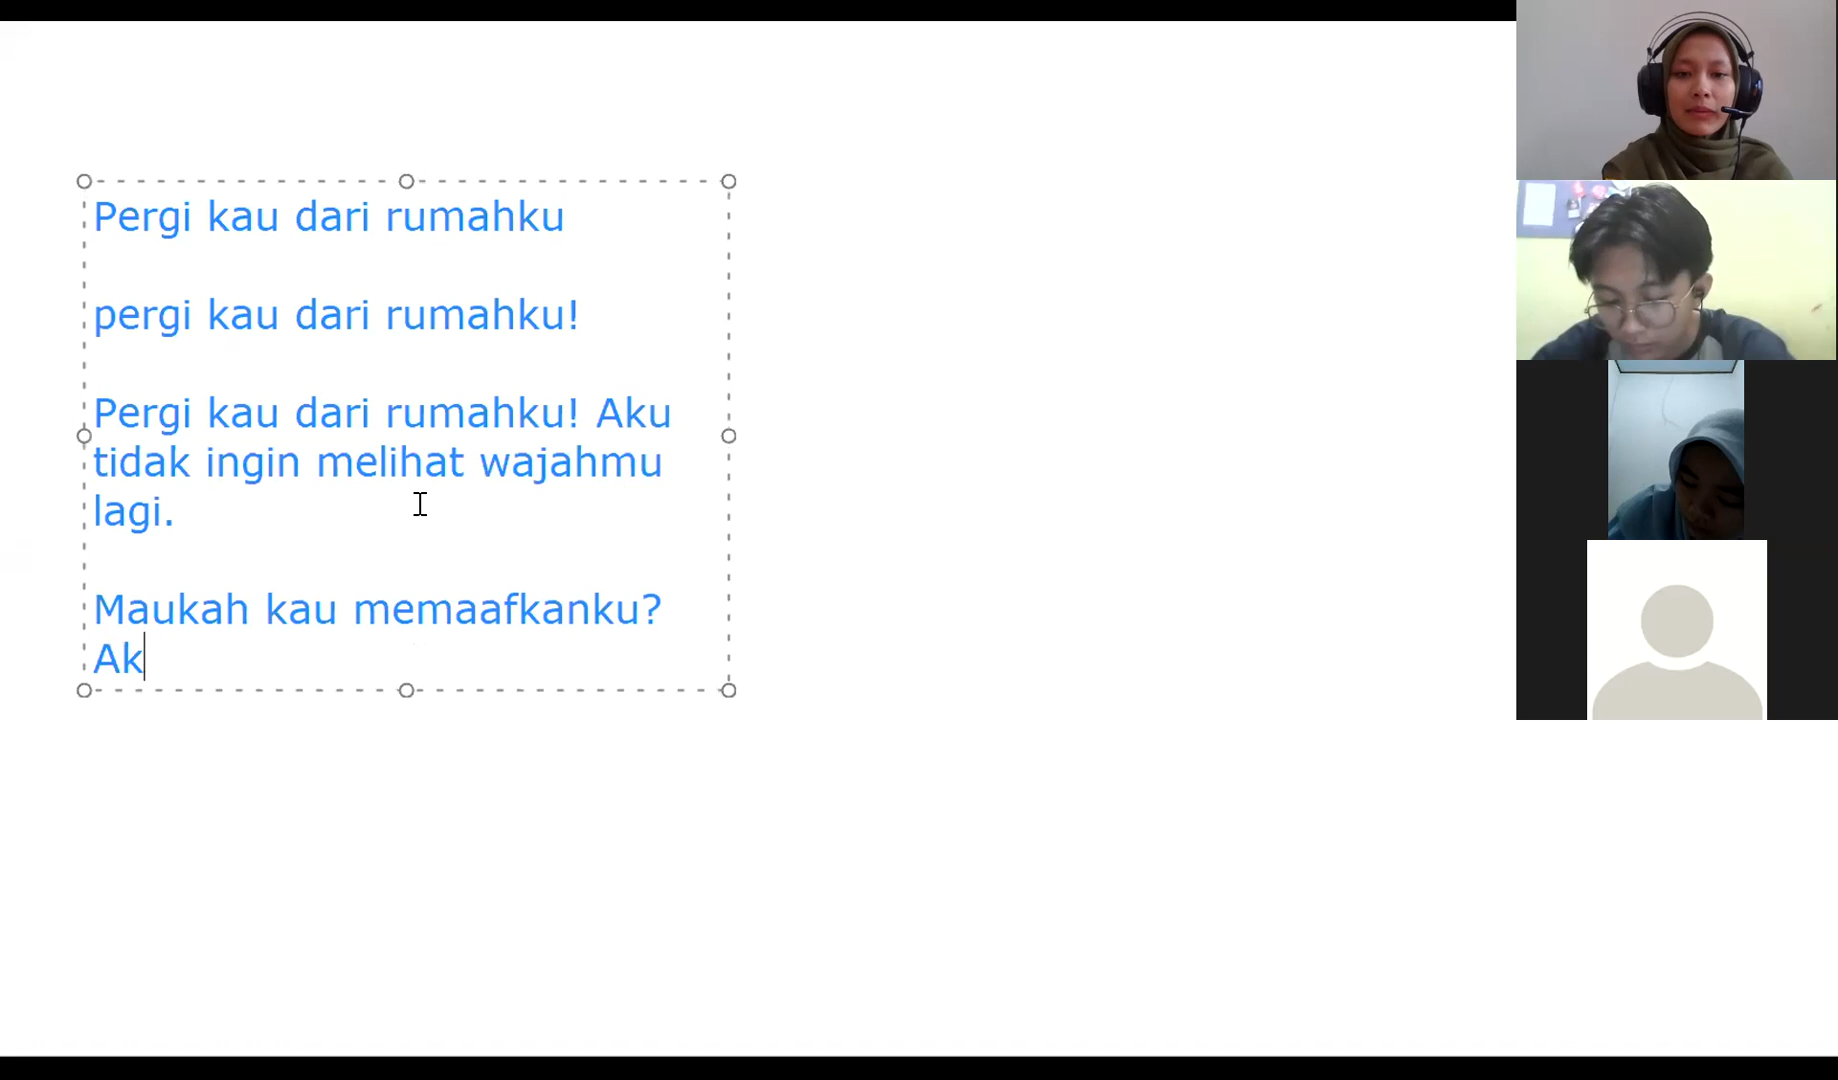 Pergi kau dari rumahku
pergi kau dari rumahku!
Pergi kau dari rumahku! Aku
tidak ingin melihat wajahmu
lagi.
Maukah kau memaafkanku?
Ak